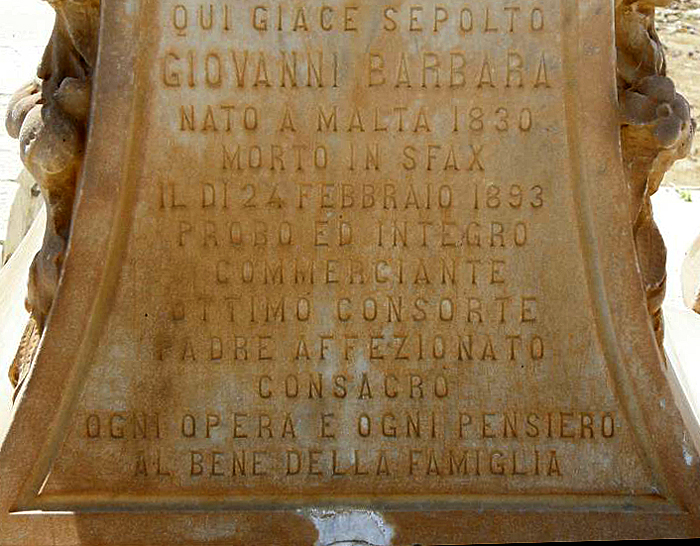 QUI GIACE SEPOLTO
GIOVANNI BARBARA
NATO A MALTA 1830
MORTO IN SFAX
IL DI 24 FEBBRAIO 1893
PROBO ED INTEGRO
COMMERCIANTE
OTTIMO CONSORTE
PADRE AFFEZIONATO
CONSACRO
OGNI OPERA E OGNI PENSIERO
AL BENE DELLA FAMIGLIA